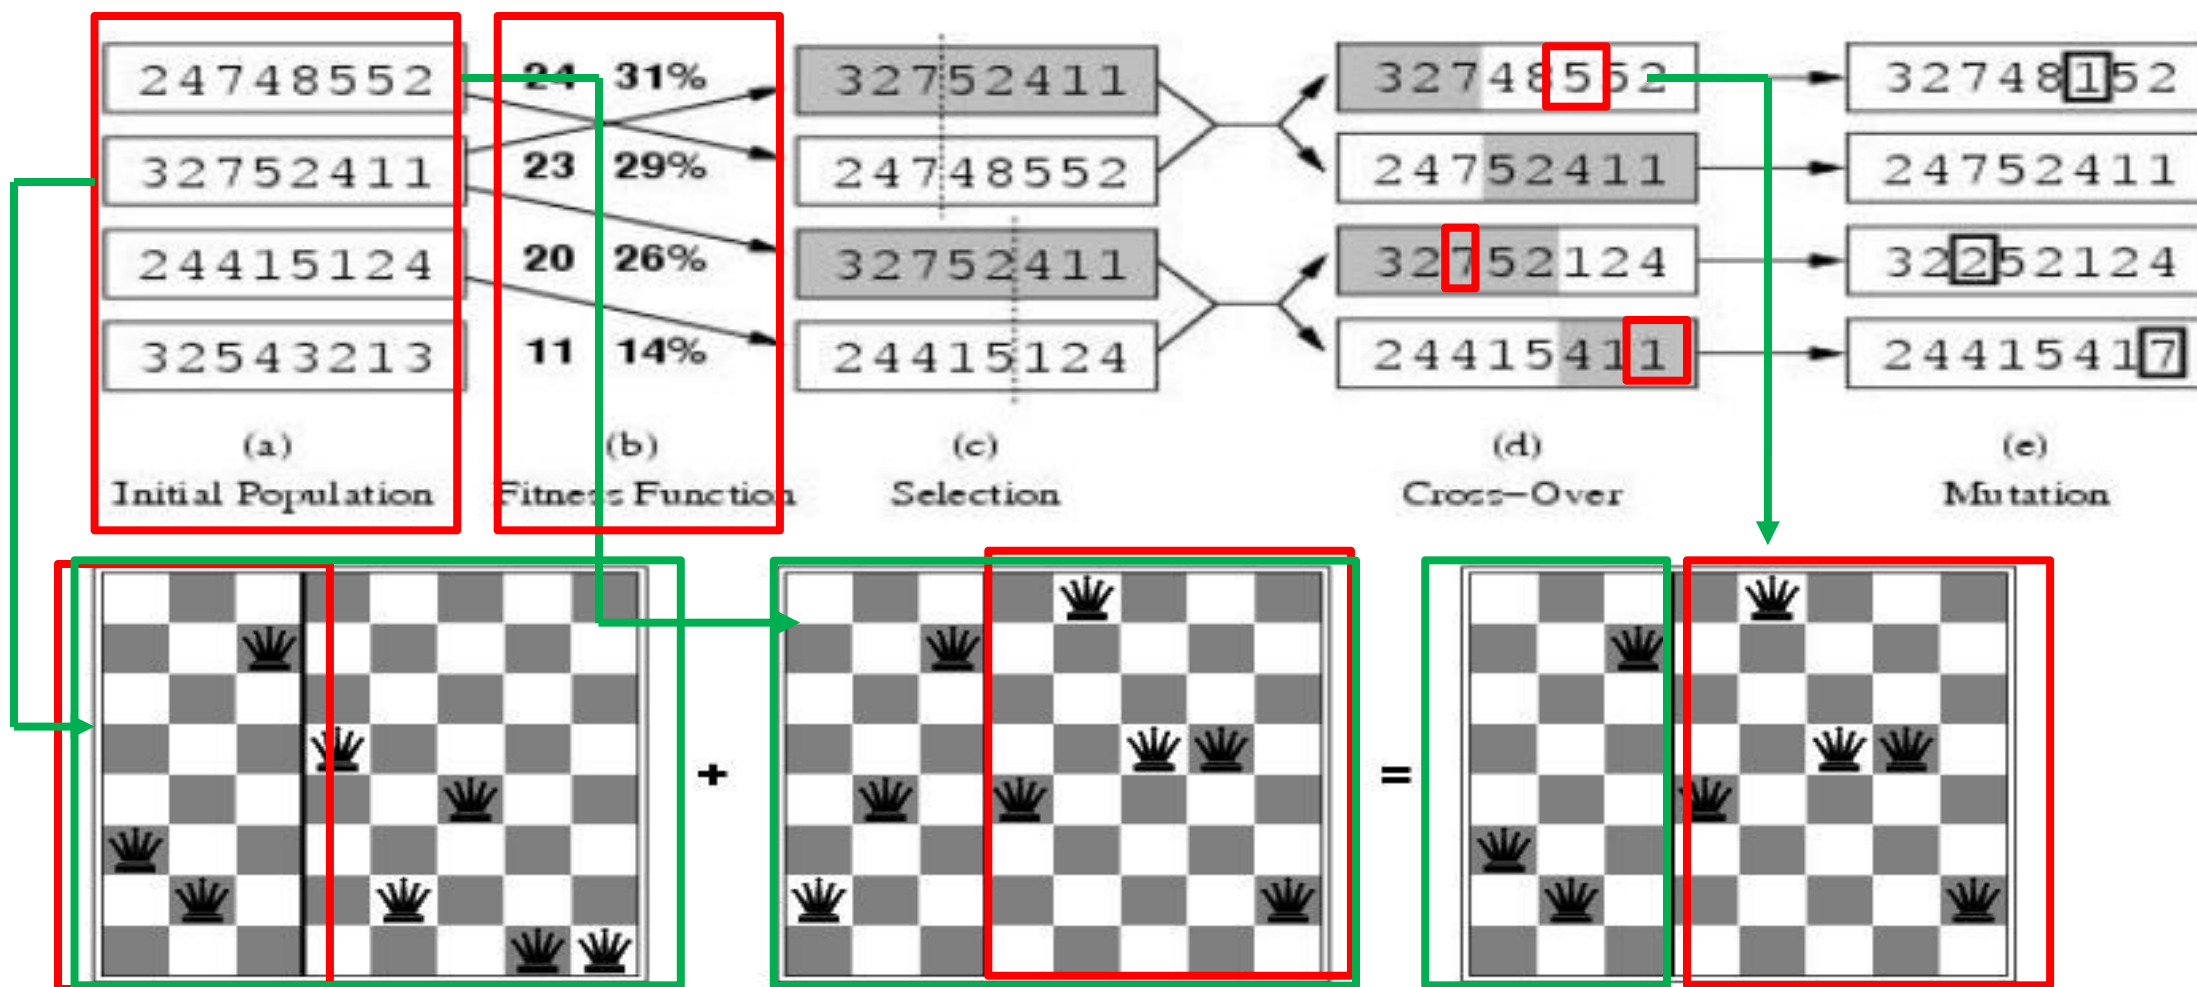 24748552 24 31% 32752411 32748552 32748152
32752411 23 29% 24748552 24752411 24752411
24415124 20 26% 32752411 32752124 32252124
32543213 11 14% 24415124 24415411 24415417
(a) (b) (c) (d) (e)
Initial Population Fitness Function Selection Cross-Over Mutation
+ =